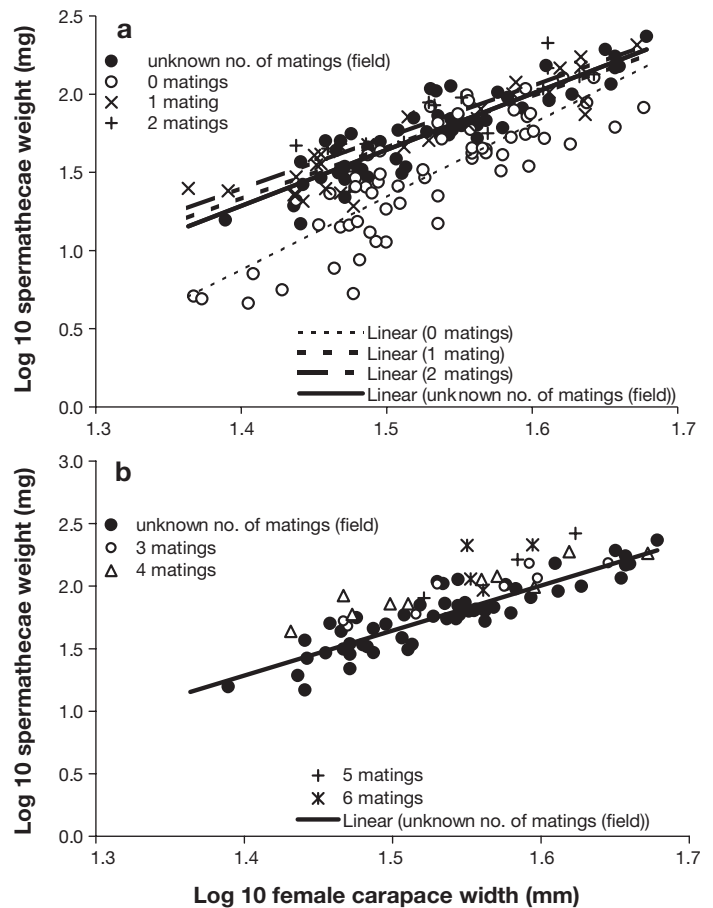 a
unknown no. of matings (field)
0 matings
1 mating
2 matings
Linear (0 matings)
Linear (1 mating)
Linear (2 matings)
Linear (unknown no. of matings (field))
Log 10 spermathecae weight (mg)
2.5
2.0
1.5
1.0
0.5
0.0
1.3
1.4
1.5
1.6
1.7
b
unknown no. of matings (field)
3 matings
4 matings
5 matings
6 matings
Linear (unknown no. of matings (field))
Log 10 spermathecae weight (mg)
3.0
2.5
2.0
1.5
1.0
0.5
0.0
1.3
1.4
1.5
1.6
1.7
Log 10 female carapace width (mm)